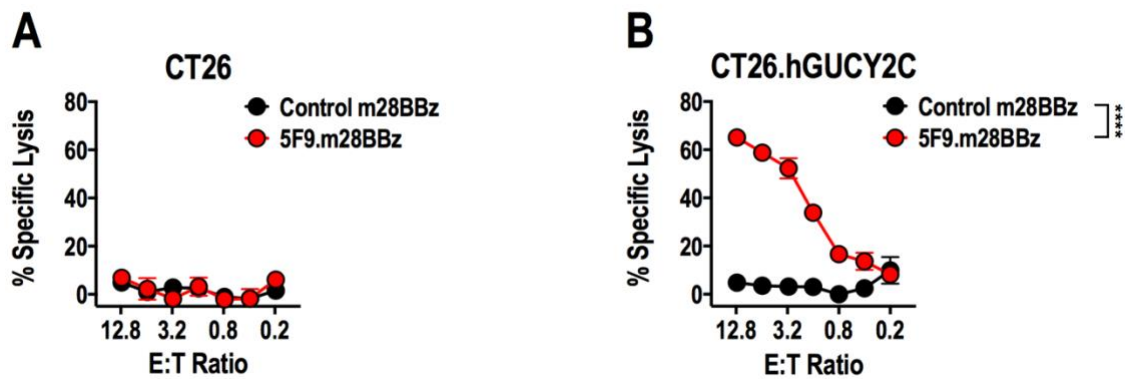 A
CT26
Control m28BBz
5F9.m28BBz
% Specific Lysis
80
60
40
20
0
12.8
3.2
0.8
0.2
E:T Ratio
B
CT26.hGUCY2C
Control m28BBz
5F9.m28BBz
****
% Specific Lysis
80
60
40
20
0
12.8
3.2
0.8
0.2
E:T Ratio